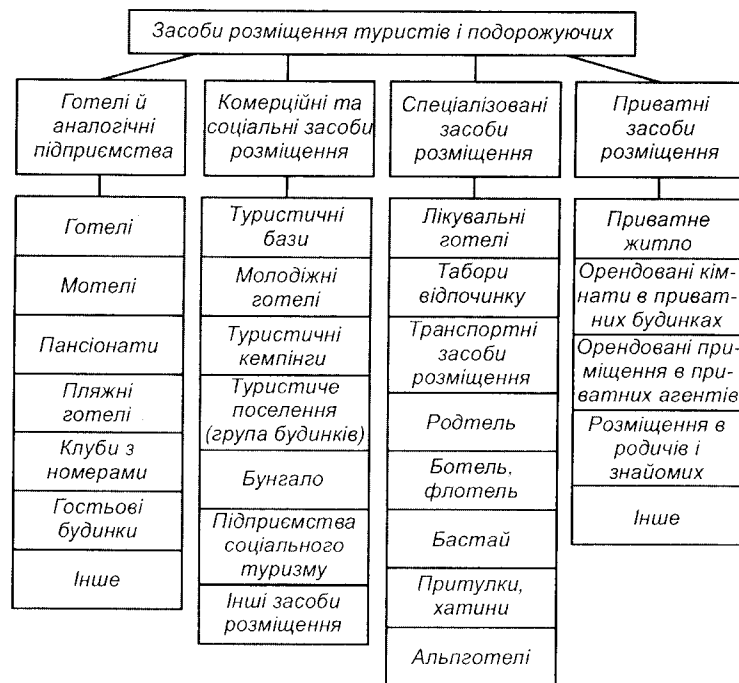 Засоби розміщення туристів і подорожуючих
Готелі й
аналогічні
підприємства
Готелі
Мотелі
Пансіонати
Пляжні
готелі
Клуби з
номерами
Гостьові
будинки
Інше
Комерційні та
соціальні засоби
розміщення
Туристичні
бази
Молодіжні
готелі
Туристичні
кемпінги
Туристиче
поселення
(група будинків)
Бунгало
Підприємства
соціального
туризму
Інші засоби
розміщення
Спеціалізовані
засоби
розміщення
Лікувальні
готелі
Табори
відпочинку
Транспортні
засоби
розміщення
Родтель
Ботель,
флотель
Бастай
Притулки,
хатини
Альпготелі
Приватні
засоби
розміщення
Приватне
житло
Орендовані кім-
нати в приват-
них будинках
Орендовані при-
міщення в при-
ватних агентів
Розміщення в
родичів і
знайомих
Інше